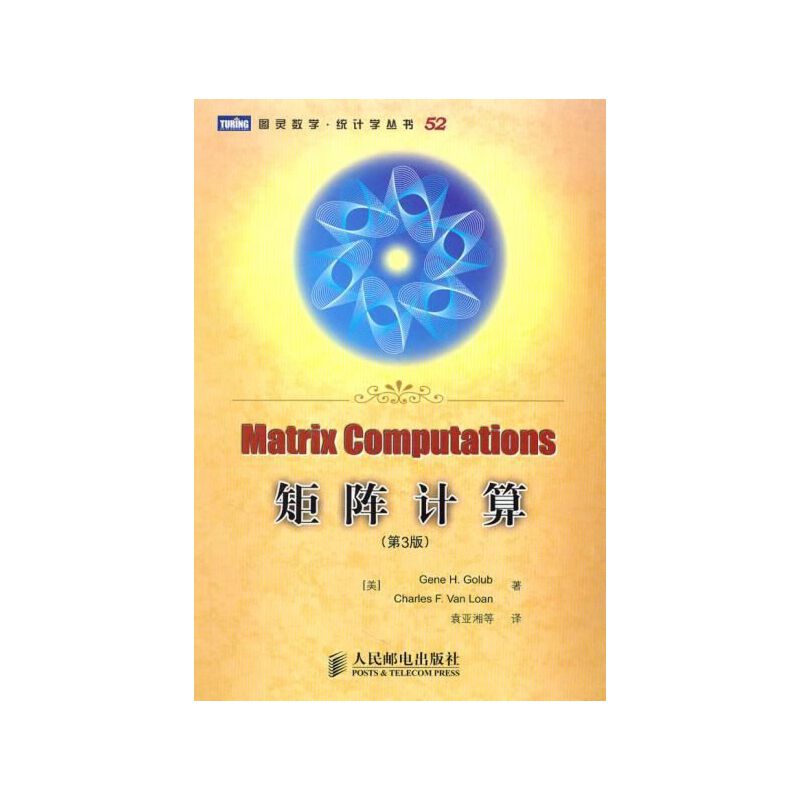 TURING 图灵数学·统计学丛书 52
Matrix Computations
矩阵计算
(第3版)
[美] Gene H. Golub 著
Charles F. Van Loan
袁亚湘等 译
人民邮电出版社
POSTS & TELECOM PRESS